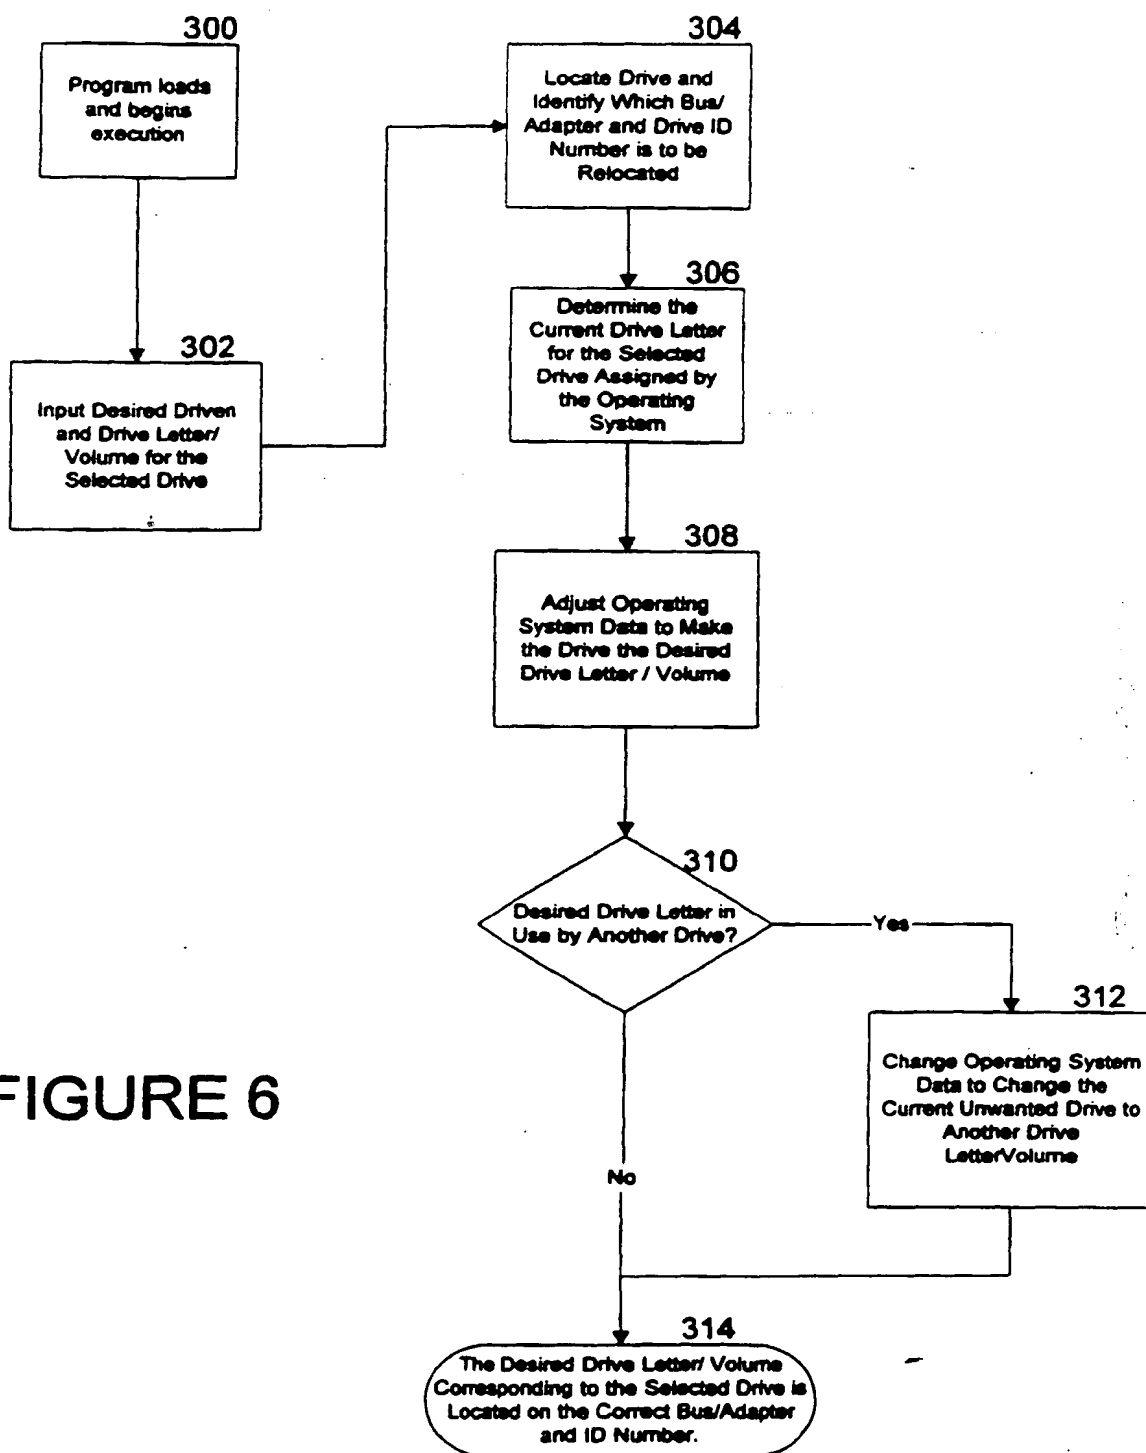 300
Program loads
and begins
execution
302
Input Desired Driven
and Drive Letter/
Volume for the
Selected Drive
304
Locate Drive and
Identify Which Bus/
Adapter and Drive ID
Number is to be
Relocated
306
Determine the
Current Drive Letter
for the Selected
Drive Assigned by
the Operating
System
308
Adjust Operating
System Data to Make
the Drive the Desired
Drive Letter / Volume
310
Desired Drive Letter in
Use by Another Drive?
Yes
312
Change Operating System
Data to Change the
Current Unwanted Drive to
Another Drive
Letter/Volume
No
314
The Desired Drive Letter/ Volume
Corresponding to the Selected Drive is
Located on the Correct Bus/Adapter
and ID Number.
FIGURE 6